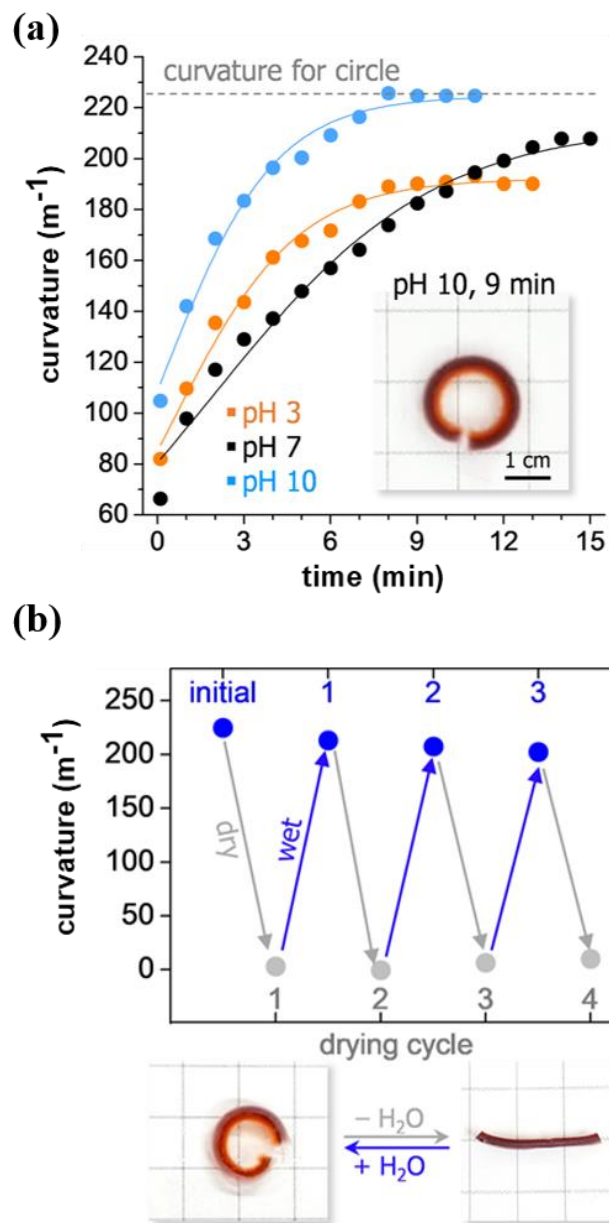 (a)
240
220
200
180
160
140
120
100
80
60
curvature (m⁻¹)
curvature for circle
pH 10, 9 min
1 cm
pH 3
pH 7
pH 10
0 3 6 9 12 15
time (min)
(b)
initial 1 2 3
250
200
150
100
50
0
curvature (m⁻¹)
dry
wet
1 2 3 4
drying cycle
– H₂O
+ H₂O